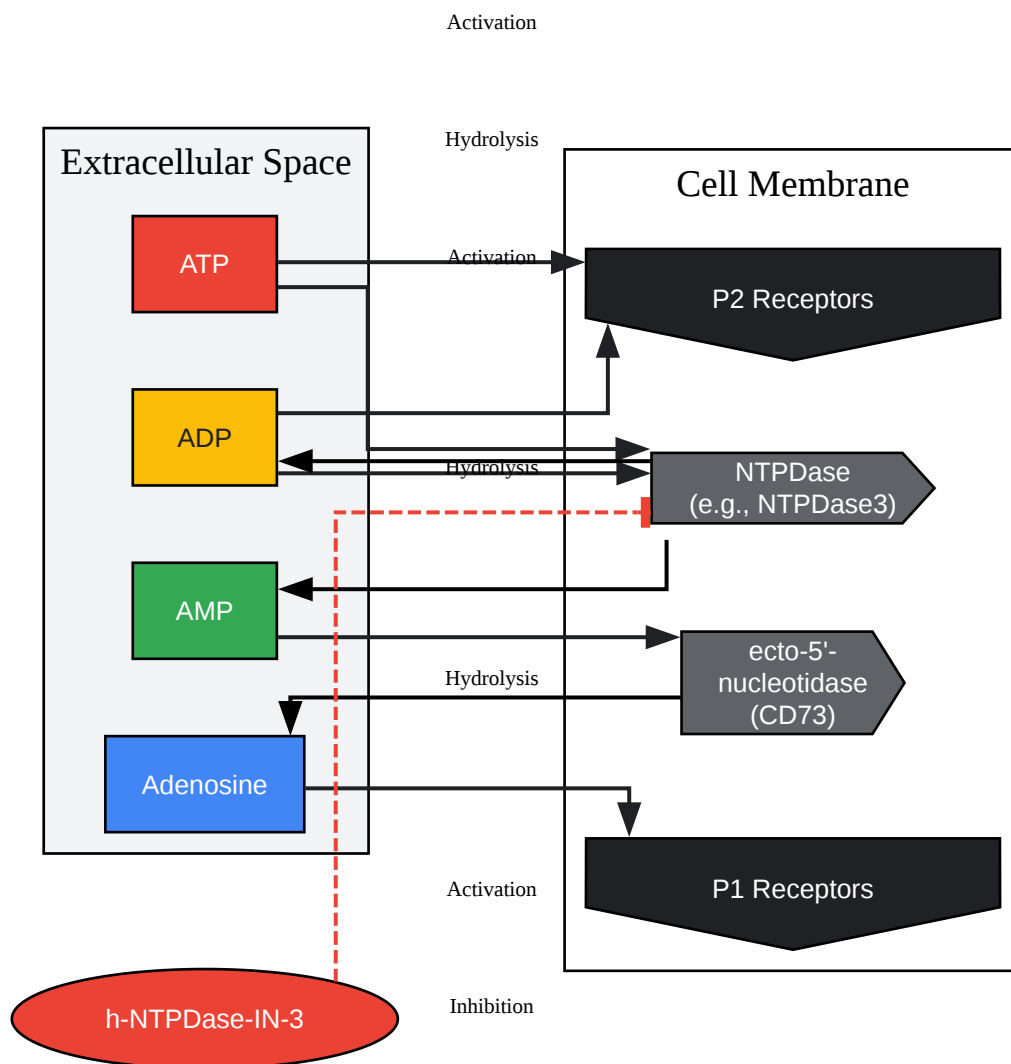 Activation
Hydrolysis
Extracellular Space
Cell Membrane
ATP
Activation
P2 Receptors
ADP
Hydrolysis
NTPDase
(e.g., NTPDase3)
AMP
ecto-5'-
nucleotidase
(CD73)
Hydrolysis
Adenosine
Activation
P1 Receptors
Inhibition
h-NTPDase-IN-3